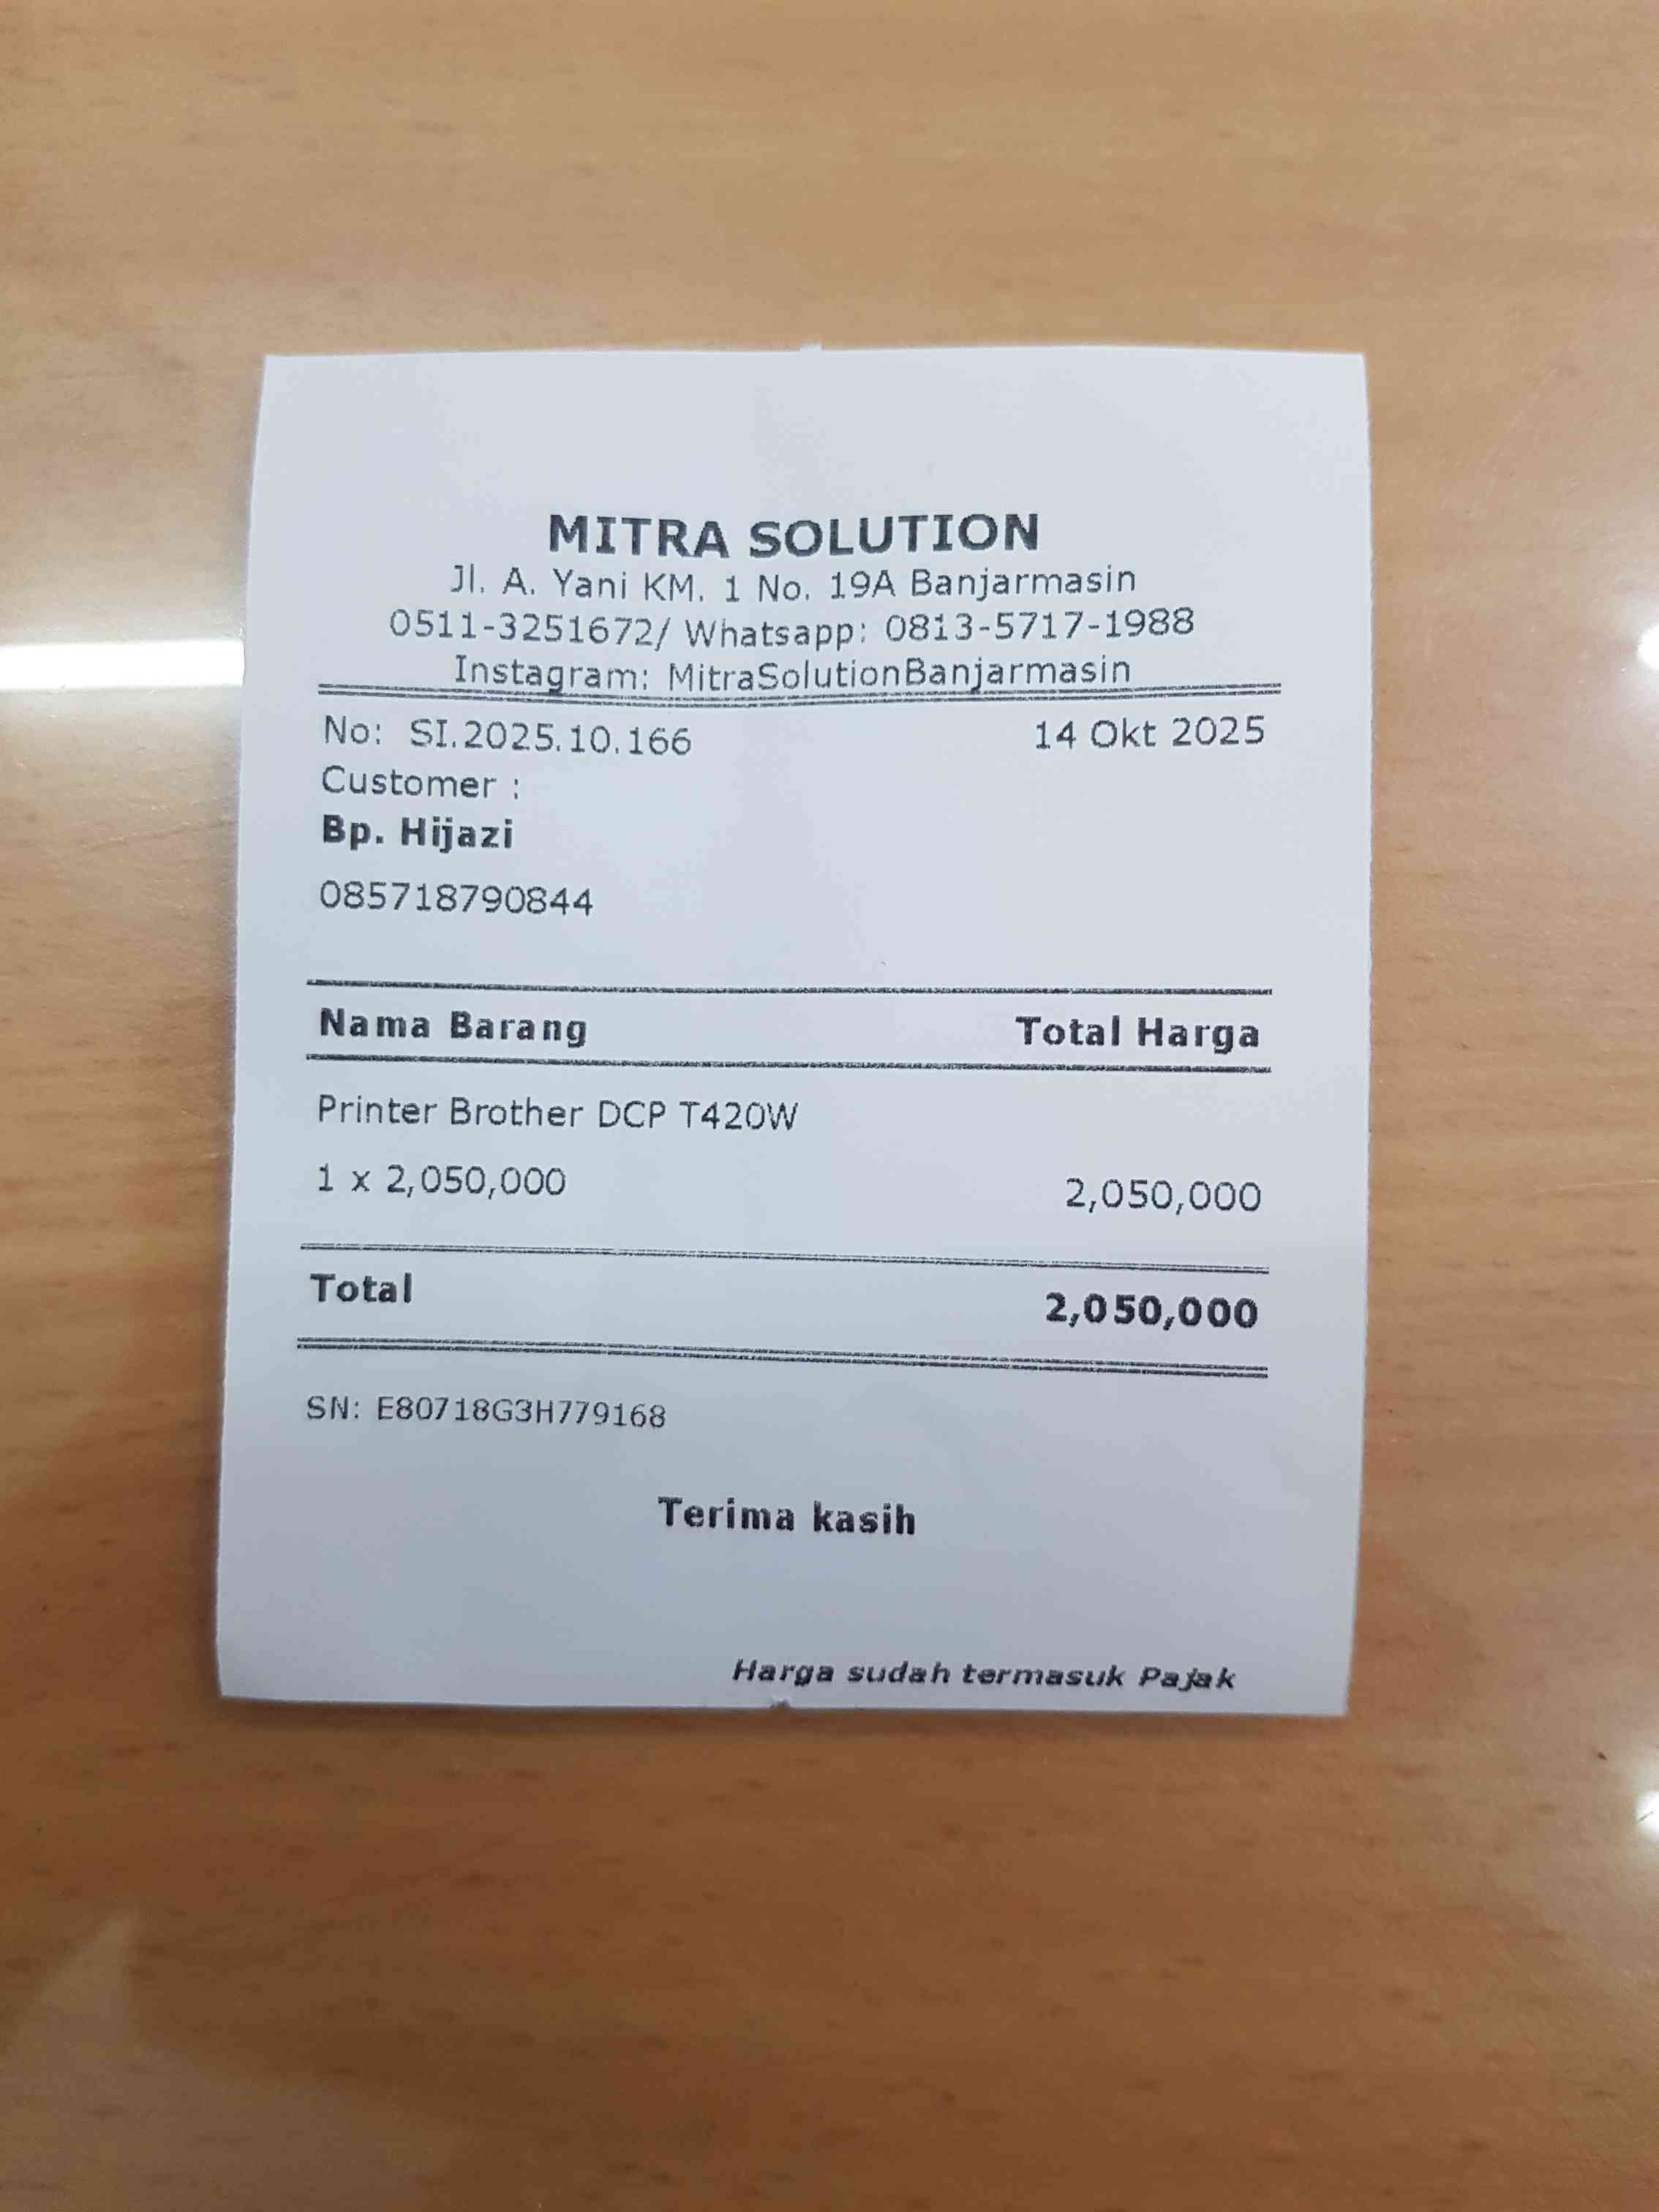 MITRA SOLUTION
Jl. A. Yani KM. 1 No. 19A Banjarmasin
0511-3251672/ Whatsapp: 0813-5717-1988
Instagram: MitraSolutionBanjarmasin
No: SI.2025.10.166 14 Okt 2025
Customer :
Bp. Hijazi
085718790844
Nama Barang Total Harga
Printer Brother DCP T420W
1 x 2,050,000 2,050,000
Total 2,050,000
SN: E80718G3H779168
Terima kasih
Harga sudah termasuk Pajak